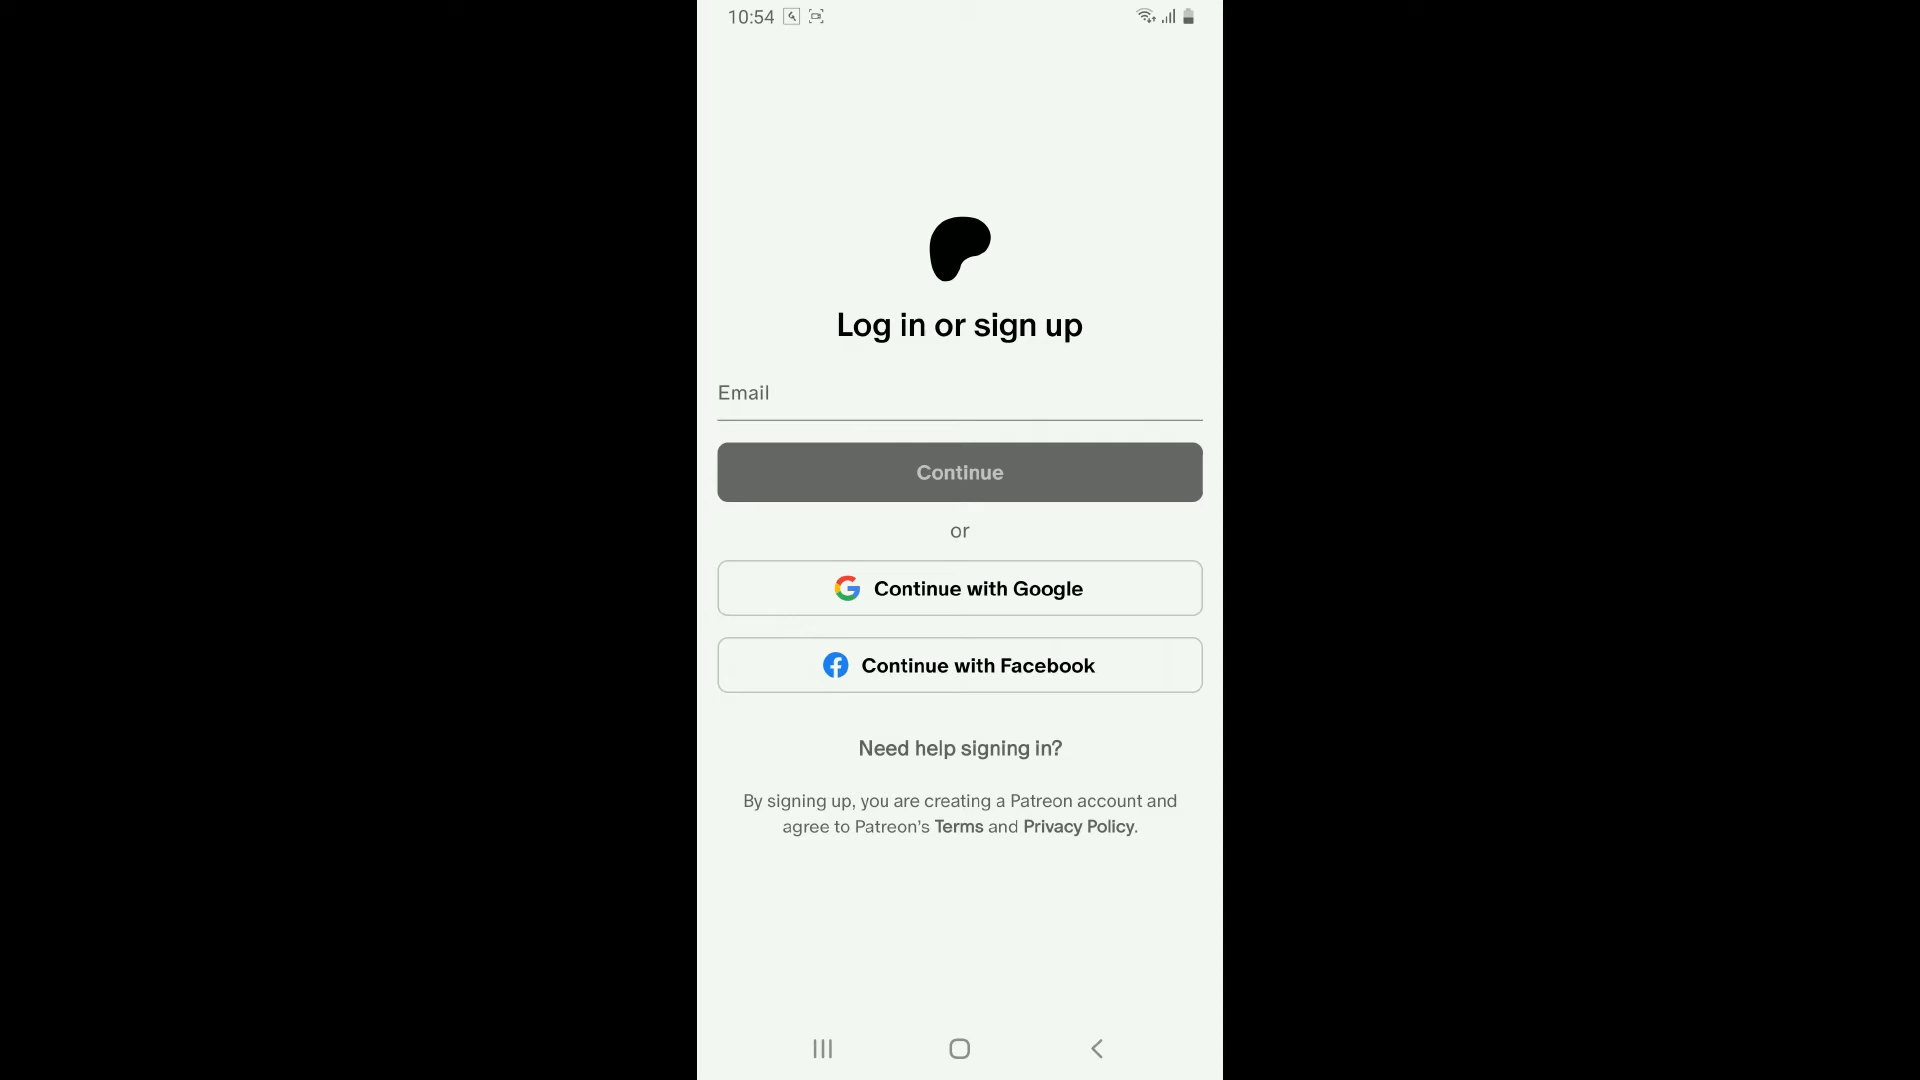 10:54
Log in or sign up
Email
Continue
or
Continue with Google
Continue with Facebook
Need help signing in?
By signing up, you are creating a Patreon account and
agree to Patreon’s Terms and Privacy Policy.